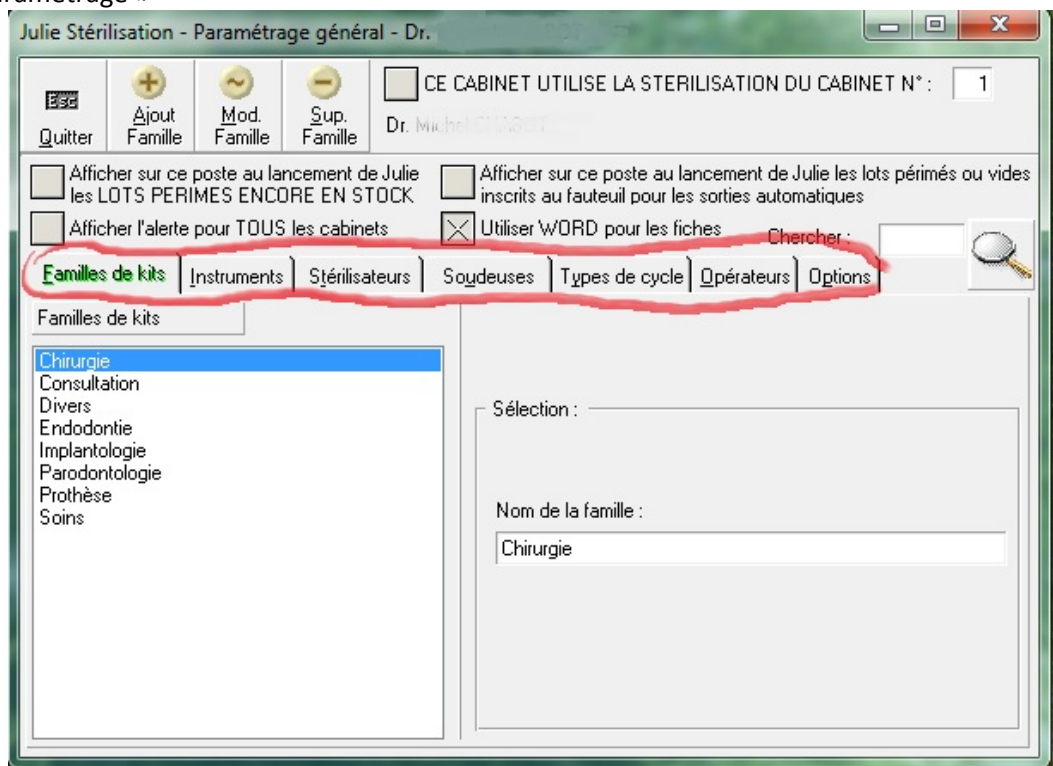 Julie Stérilisation - Paramétrage général - Dr.
Esc
Quitter
Ajout
Famille
Mod.
Famille
Sup.
Famille
CE CABINET UTILISE LA STERILISATION DU CABINET N° :
1
Dr.
Afficher sur ce poste au lancement de Julie
les LOTS PERIMES ENCORE EN STOCK
Afficher sur ce poste au lancement de Julie les lots périmés ou vides
inscrits au fauteuil pour les sorties automatiques
Afficher l'alerte pour TOUS les cabinets
Utiliser WORD pour les fiches
Chercher :
Familles de kits
Instruments
Stérilisateurs
Soudeuses
Types de cycle
Opérateurs
Options
Familles de kits
Chirurgie
Consultation
Divers
Endodontie
Implantologie
Parodontologie
Prothèse
Soins
Sélection :
Nom de la famille :
Chirurgie